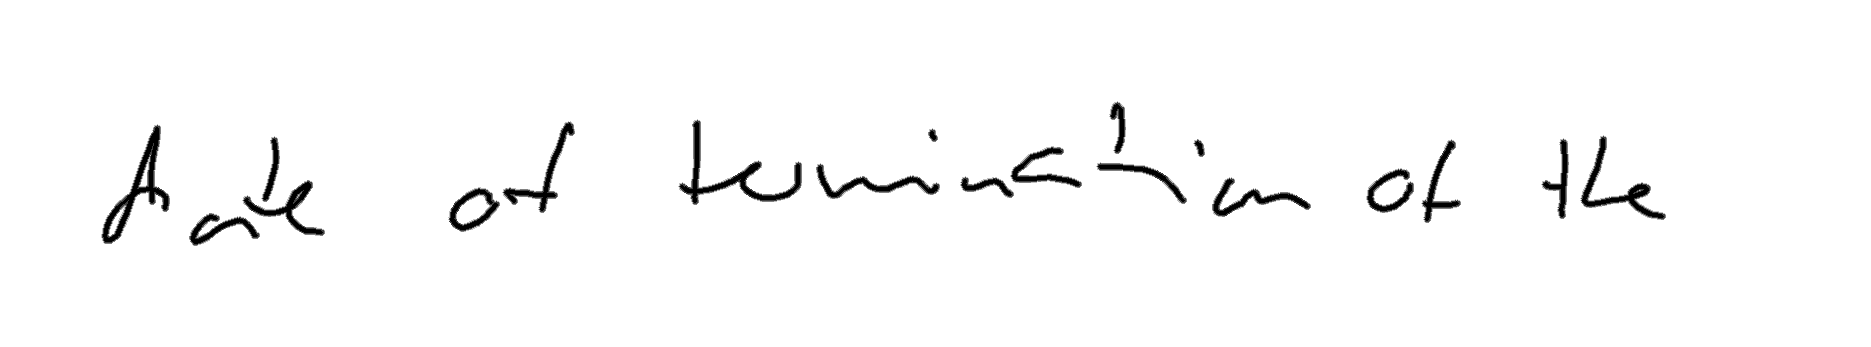 date of termination of the